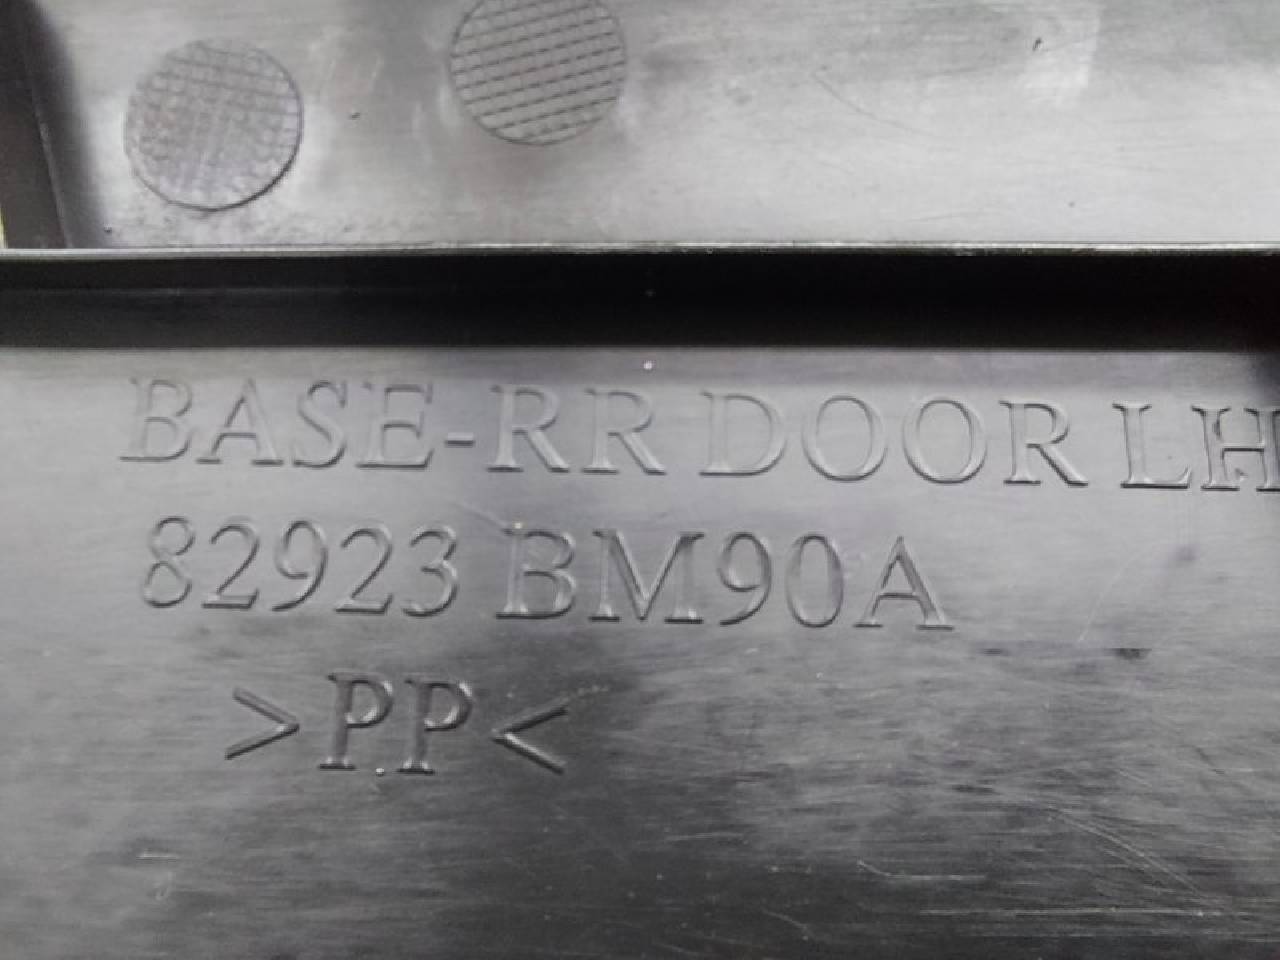 BASE-RR DOOR LH
82923 BM90A
>PP<